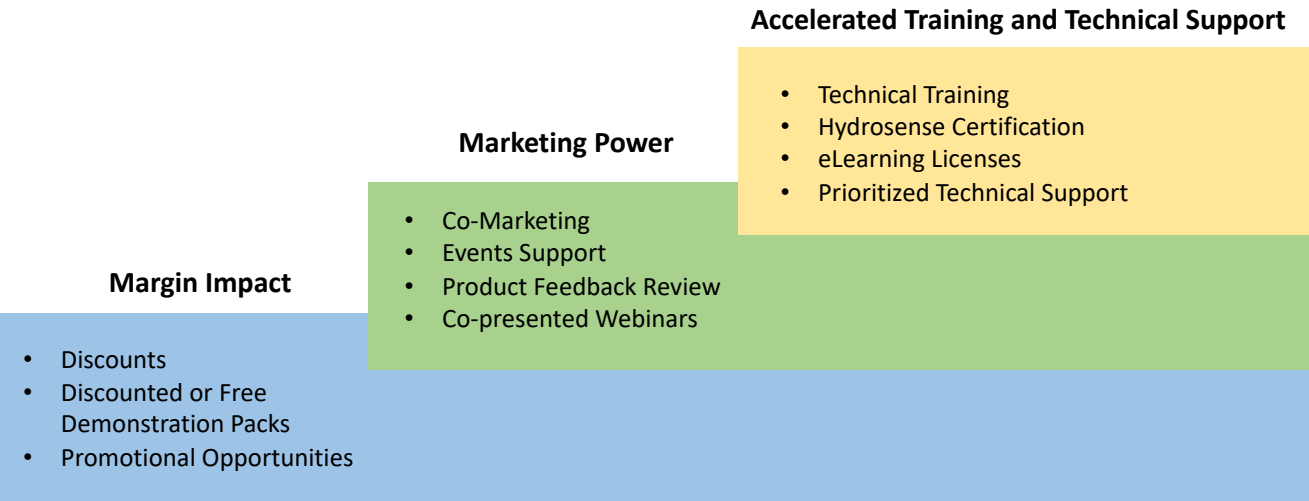 Accelerated Training and Technical Support
• Technical Training
• Hydrosense Certification
• eLearning Licenses
• Prioritized Technical Support
Marketing Power
• Co-Marketing
• Events Support
• Product Feedback Review
• Co-presented Webinars
Margin Impact
• Discounts
• Discounted or Free
Demonstration Packs
• Promotional Opportunities